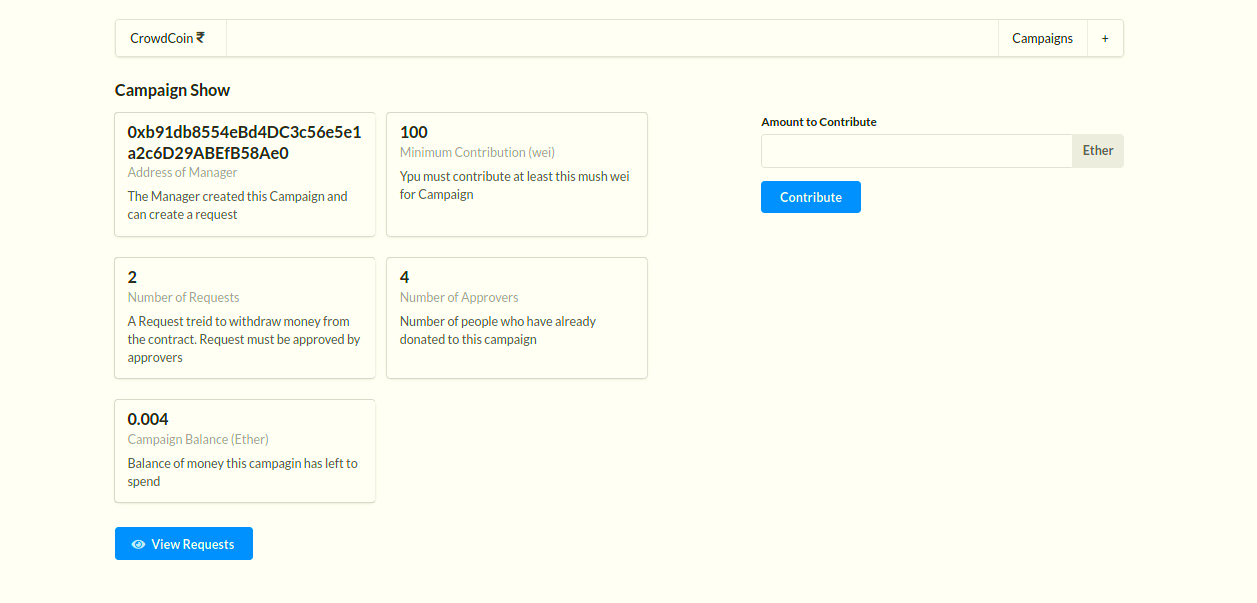 CrowdCoin ₹
Campaigns
+
Campaign Show
0xb91db8554eBd4DC3c56e5e1
a2c6D29ABEfB58Ae0
Address of Manager
The Manager created this Campaign and
can create a request
100
Minimum Contribution (wei)
Ypu must contribute at least this mush wei
for Campaign
Amount to Contribute
Ether
Contribute
2
Number of Requests
A Request treid to withdraw money from
the contract. Request must be approved by
approvers
4
Number of Approvers
Number of people who have already
donated to this campaign
0.004
Campaign Balance (Ether)
Balance of money this campagin has left to
spend
View Requests